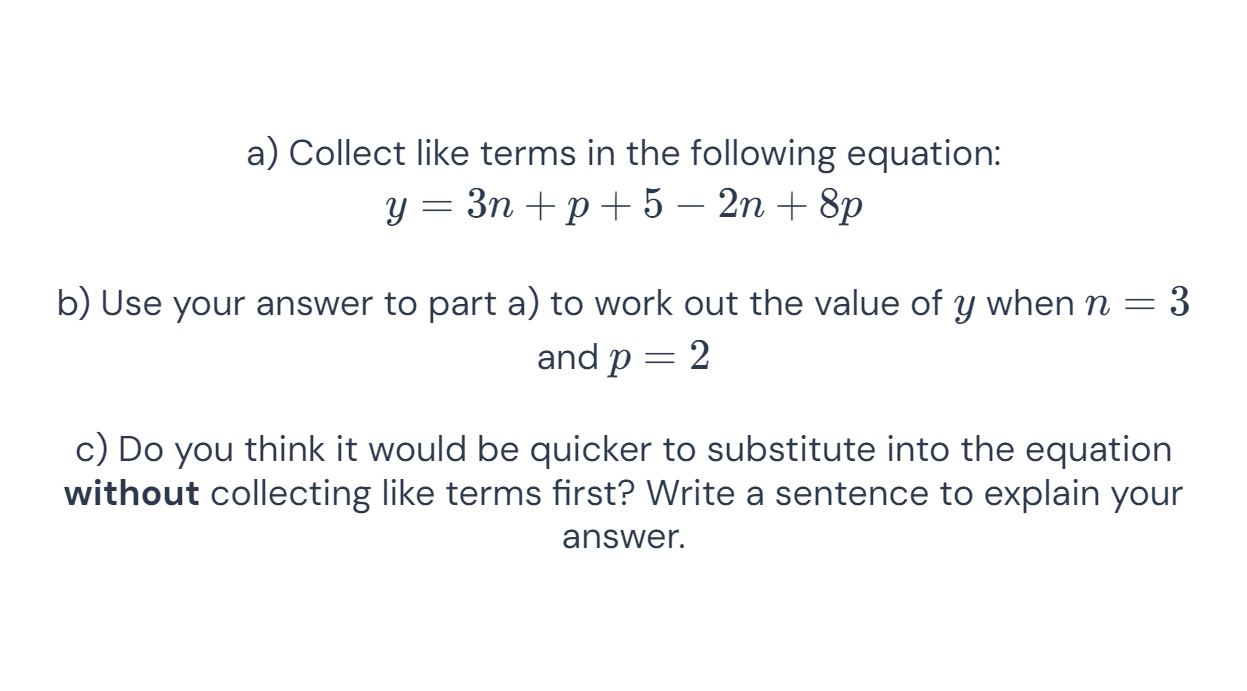 a) Collect like terms in the following equation:
y = 3n + p + 5 − 2n + 8p
b) Use your answer to part a) to work out the value of y when n = 3
and p = 2
c) Do you think it would be quicker to substitute into the equation
without collecting like terms first? Write a sentence to explain your
answer.